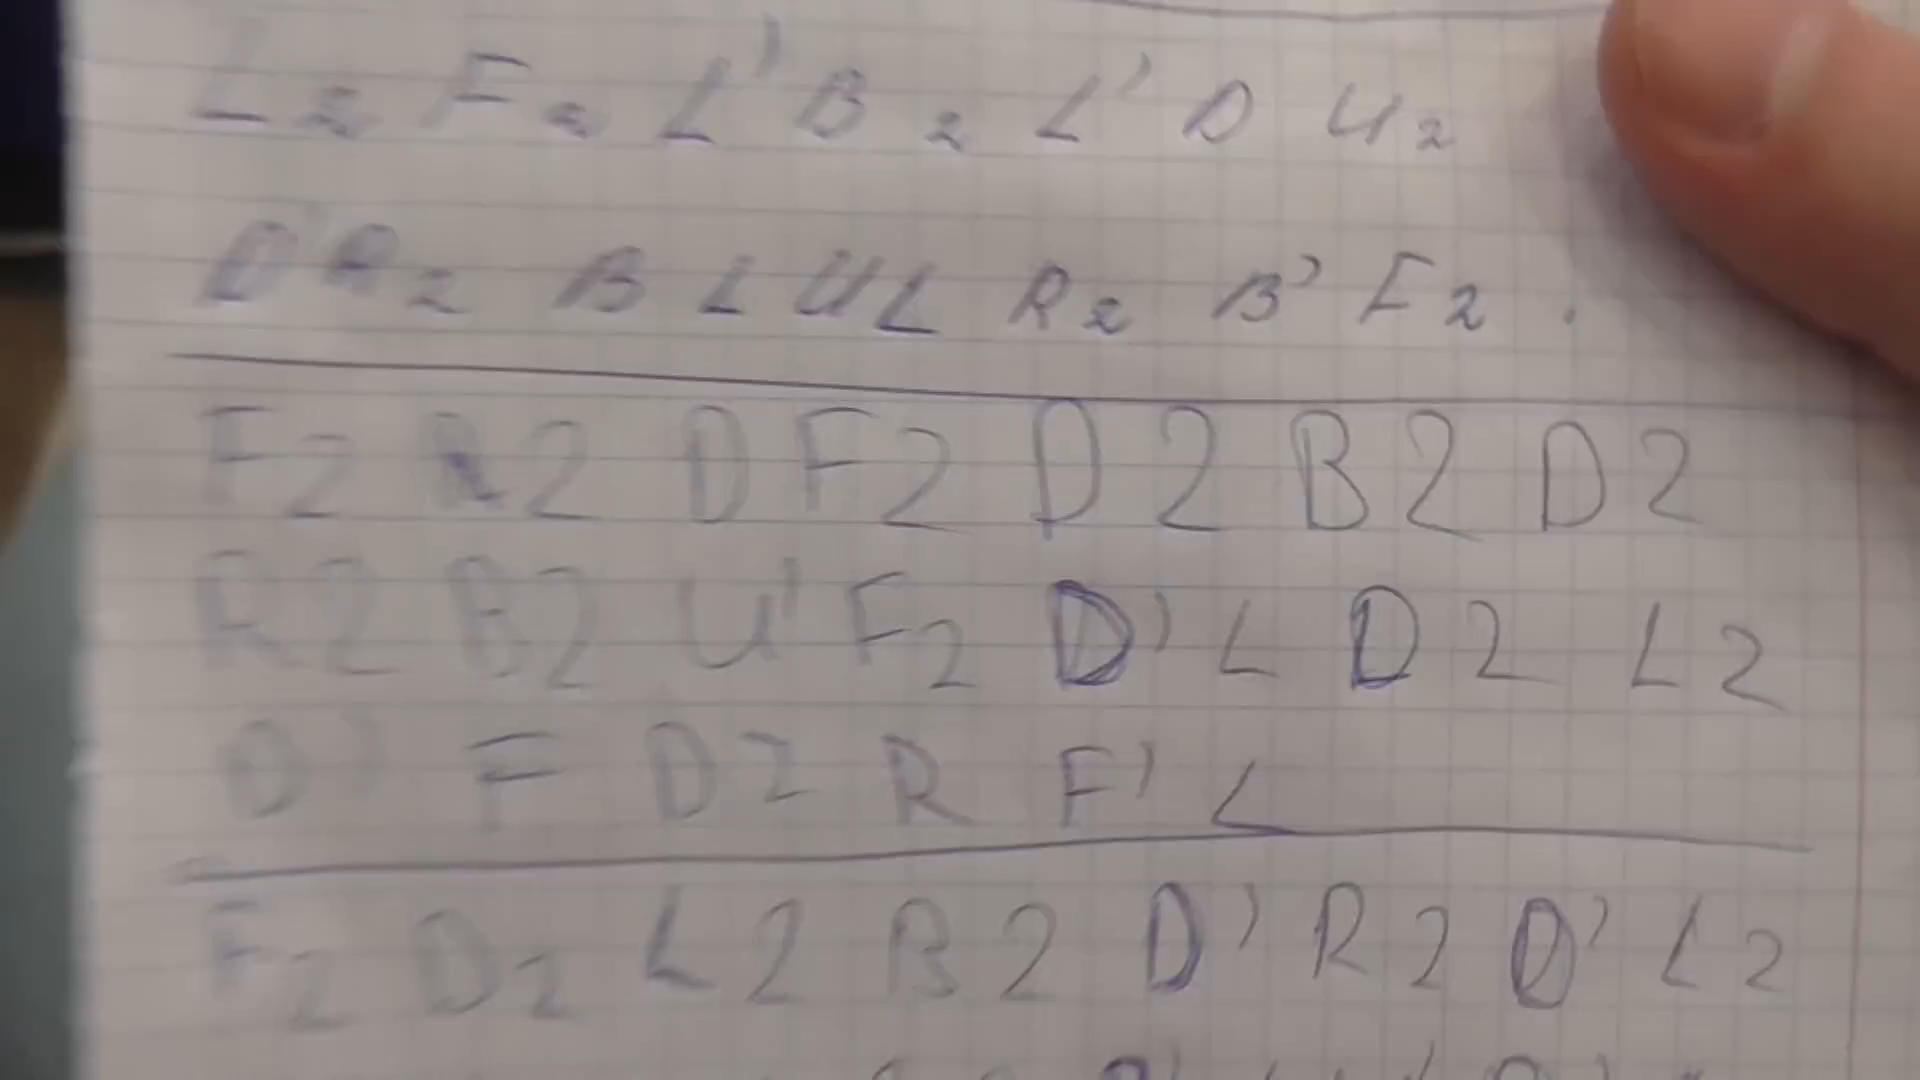 L2 F2 L' B2 L' D U2
D' R2 B L U L R2 B' F2.
F2 R2 D F2 D2 B2 D2
R2 B2 U' F2 D' L D2 L2
D' F D2 R F' L
F2 D2 L2 B2 D' R2 D' L2